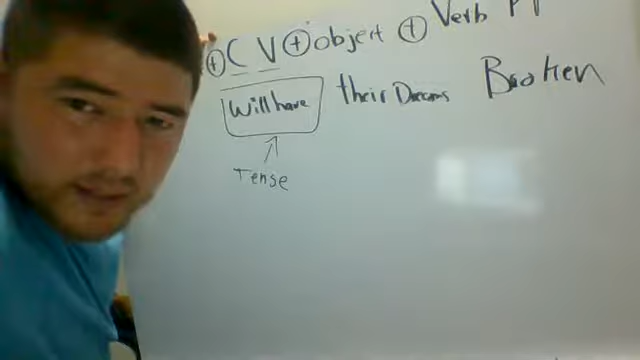 ⊕ C V ⊕ object ⊕ Verb PP
Will have their Dreams Broken
Tense